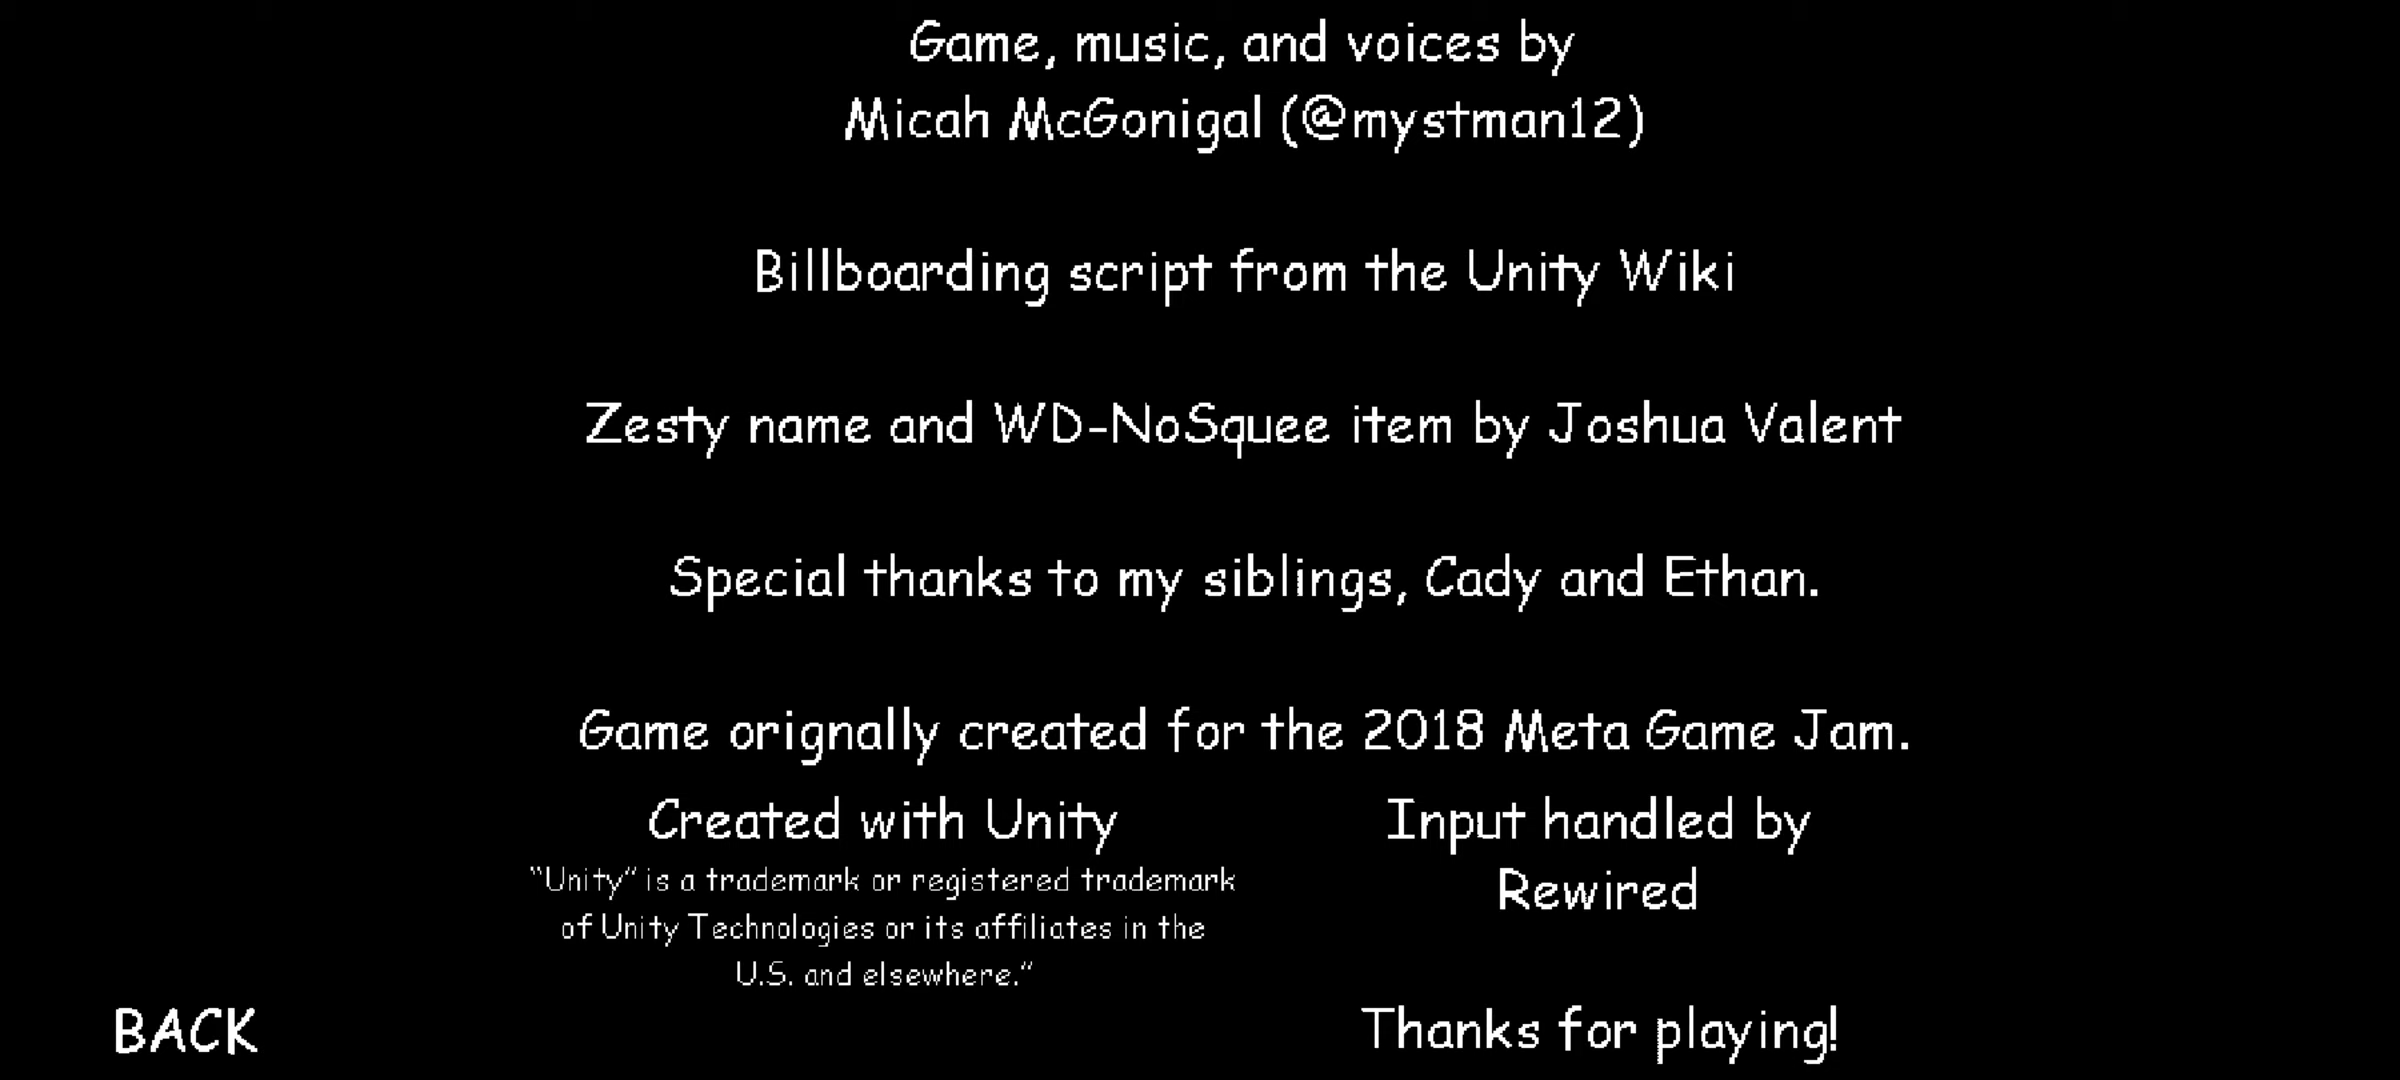 Game, music, and voices by
Micah McGonigal (@mystman12)
Billboarding script from the Unity Wiki
Zesty name and WD-NoSquee item by Joshua Valent
Special thanks to my siblings, Cady and Ethan.
Game orignally created for the 2018 Meta Game Jam.
Created with Unity
“Unity” is a trademark or registered trademark
of Unity Technologies or its affiliates in the
U.S. and elsewhere.”
Input handled by
Rewired
Thanks for playing!
BACK